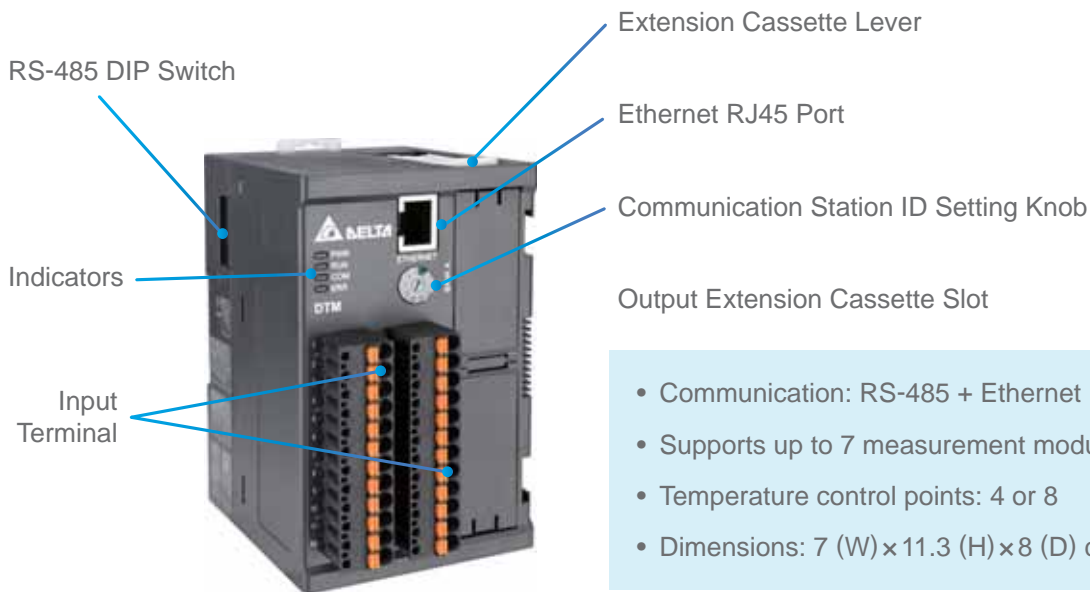 Extension Cassette Lever
RS-485 DIP Switch
Ethernet RJ45 Port
Communication Station ID Setting Knob
DELTA
ETHERNET
PWR
RUN
COM
ERR
Indicators
DTM
Output Extension Cassette Slot
Input
Terminal
• Communication: RS-485 + Ethernet
• Supports up to 7 measurement modu
• Temperature control points: 4 or 8
• Dimensions: 7 (W) × 11.3 (H) × 8 (D) c